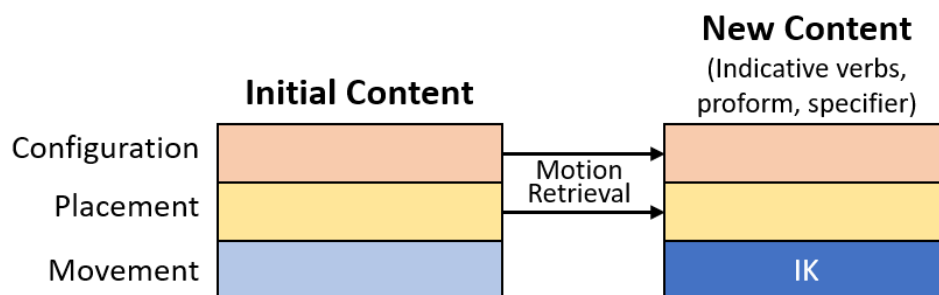 New Content
(Indicative verbs,
proform, specifier)
Initial Content
Configuration
Motion
Retrieval
Placement
Movement
IK